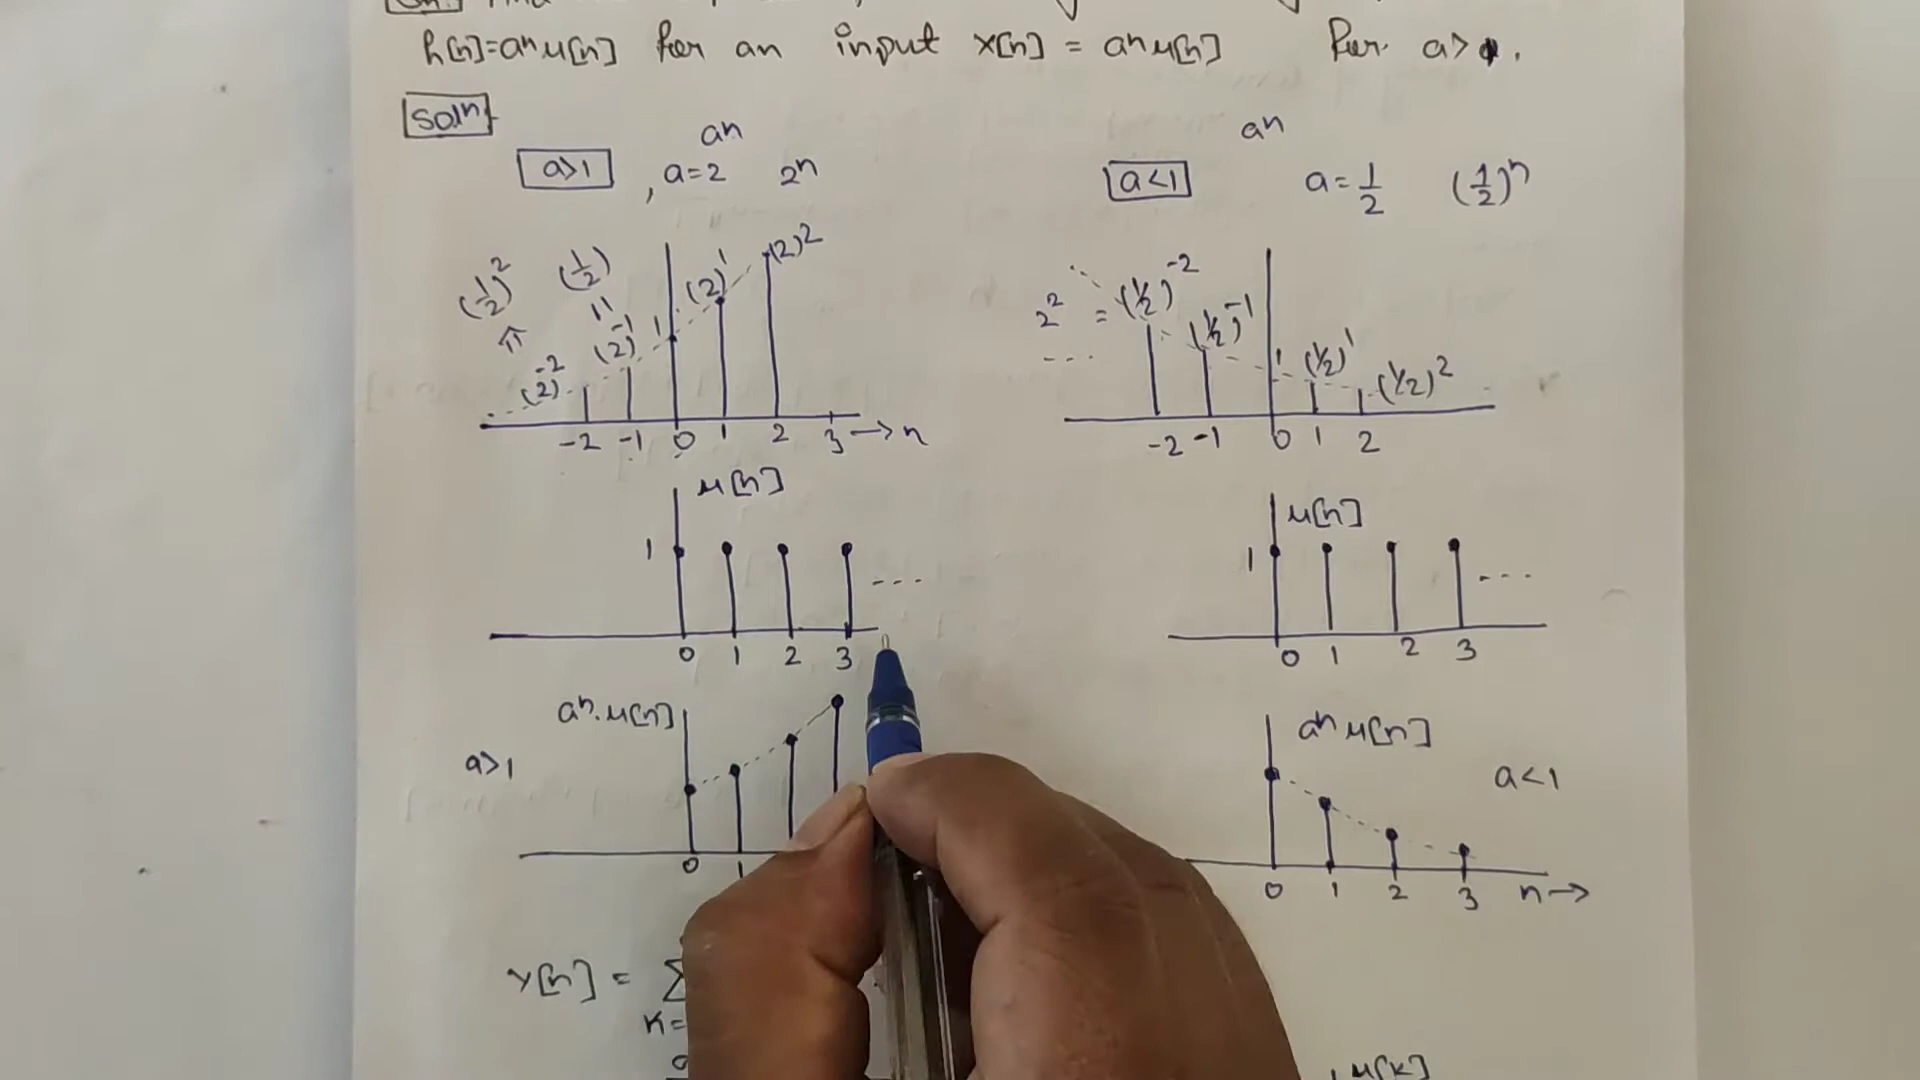 h[n]=aⁿu[n] for an input x[n] = aⁿu[n] for a>
Solⁿ
aⁿ
a>1 , a=2 2ⁿ
(1/2)² (1/2)
= (2)⁻² (2)⁻¹ 1 (2)¹ (2)²
-2 -1 0 1 2 3 → n
u[n]
1 ---
0 1 2 3
aⁿ.u[n]
a>1
0 1
y[n] = Σ
K=
aⁿ
a<1 a=1/2 (1/2)ⁿ
2² = (1/2)⁻² (1/2)⁻¹ 1 (1/2)¹ (1/2)²
---
-2 -1 0 1 2
u[n]
1 ---
0 1 2 3
aⁿu[n]
a<1
0 1 2 3 n→
u[k]